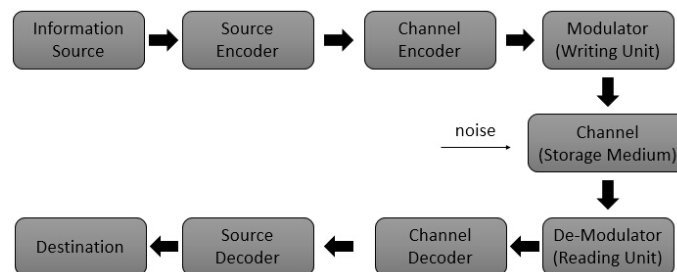 Information
Source
Source
Encoder
Channel
Encoder
Modulator
(Writing Unit)
noise
Channel
(Storage Medium)
Destination
Source
Decoder
Channel
Decoder
De-Modulator
(Reading Unit)